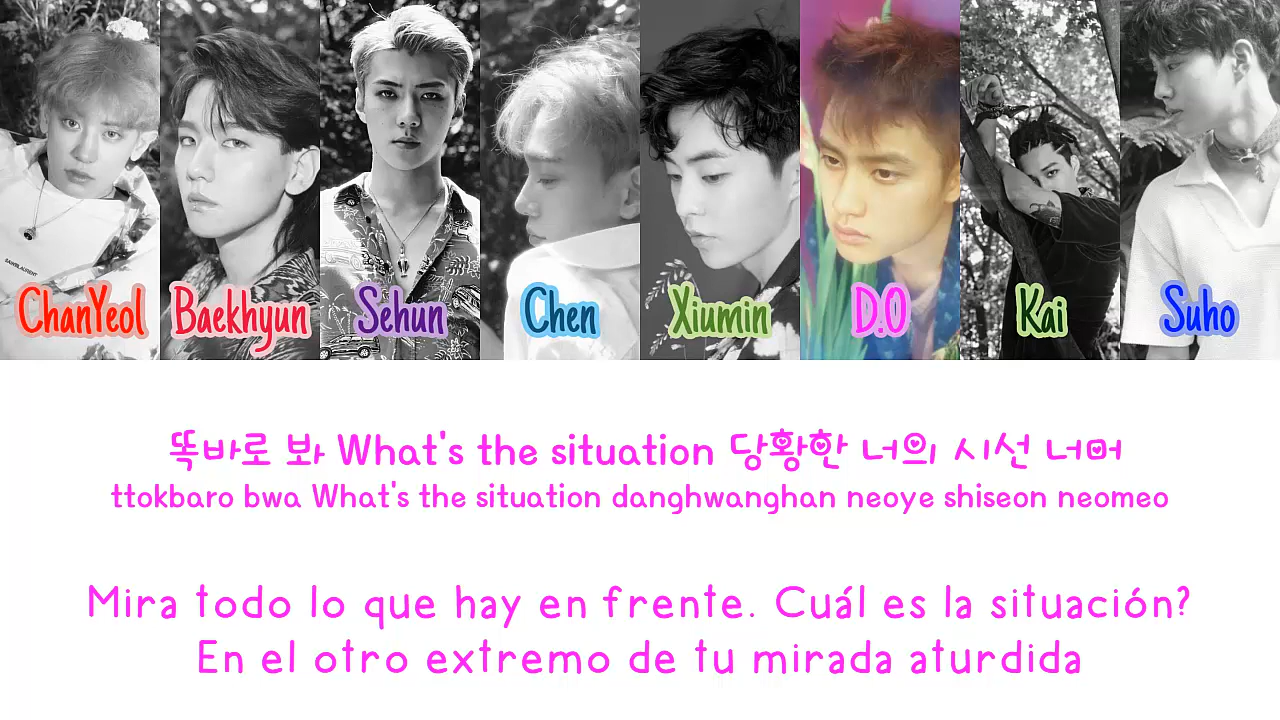 SAINT LAURENT
ChanYeol
Baekhyun
Sehun
Chen
Xiumin
D.O
Kai
Suho
똑바로 봐 What's the situation 당황한 너의 시선 너머
ttokbaro bwa What's the situation danghwanghan neoye shiseon neomeo
Mira todo lo que hay en frente. Cuál es la situación?
En el otro extremo de tu mirada aturdida